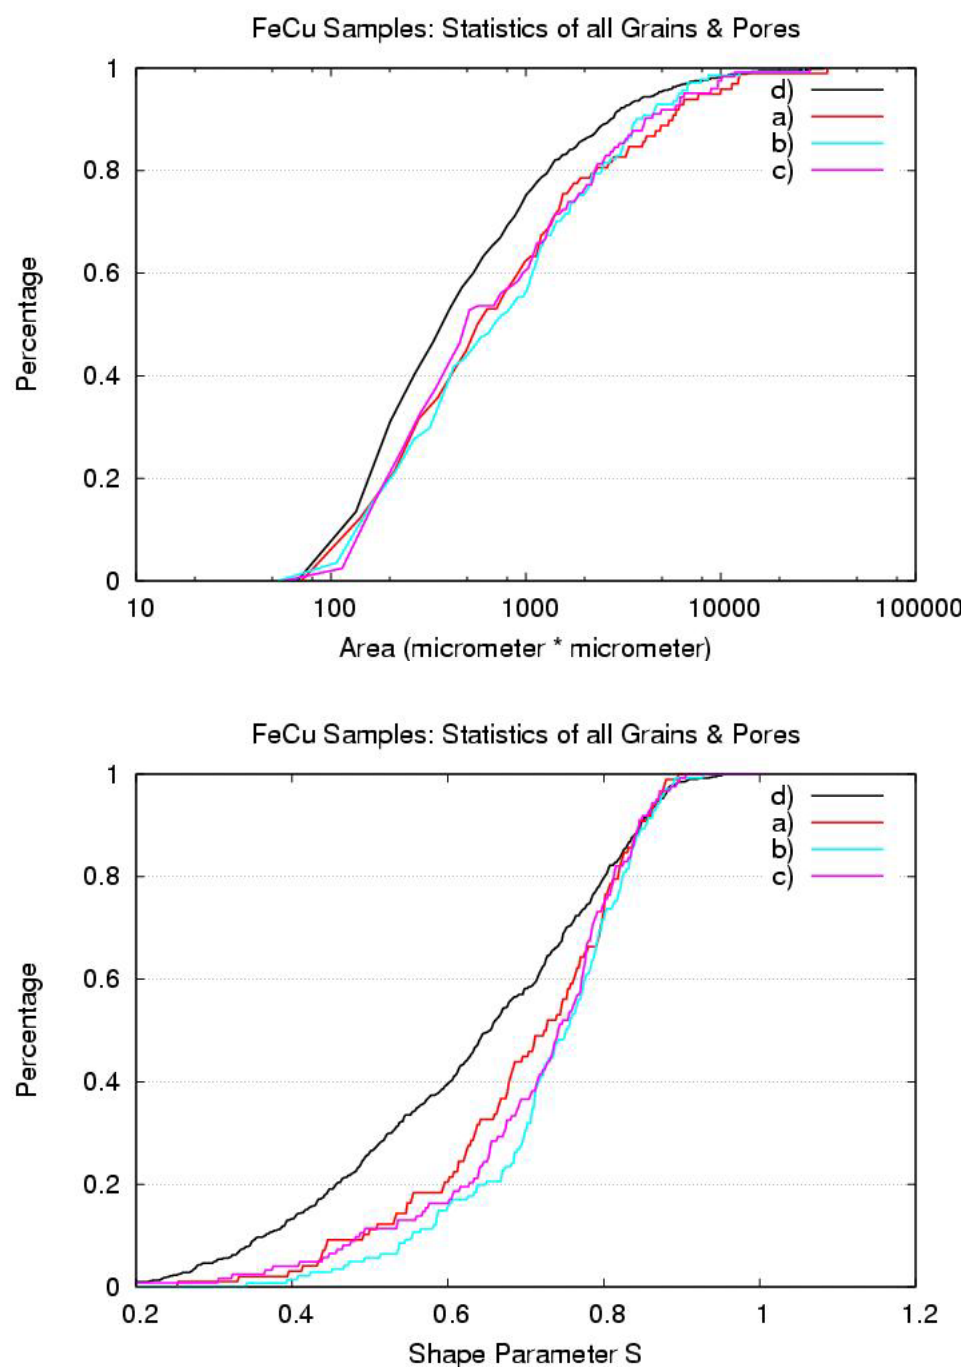 FeCu Samples: Statistics of all Grains & Pores
1
d)
a)
0.8
b)
c)
0.6
Percentage
0.4
0.2
0
10 100 1000 10000 100000
Area (micrometer * micrometer)
FeCu Samples: Statistics of all Grains & Pores
1
d)
a)
b)
0.8
c)
0.6
Percentage
0.4
0.2
0
0.2 0.4 0.6 0.8 1 1.2
Shape Parameter S